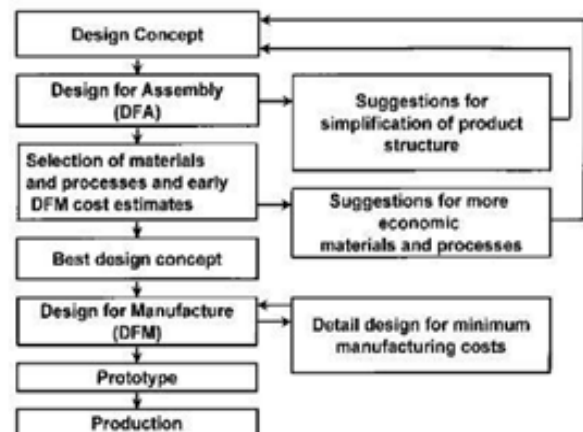 Design Concept
Design for Assembly
(DFA)
Suggestions for
simplification of product
structure
Selection of materials
and processes and early
DFM cost estimates
Suggestions for more
economic
materials and processes
Best design concept
Design for Manufacture
(DFM)
Detail design for minimum
manufacturing costs
Prototype
Production